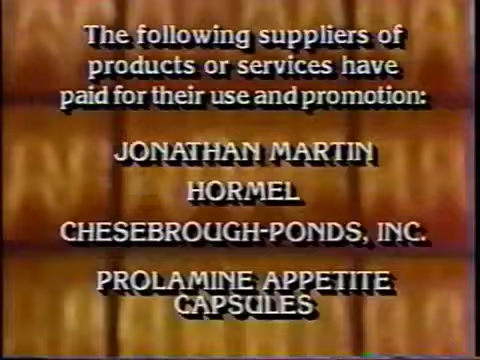 The following suppliers of
products or services have
paid for their use and promotion:
JONATHAN MARTIN
HORMEL
CHESEBROUGH-PONDS, INC.
PROLAMINE APPETITE
CAPSULES